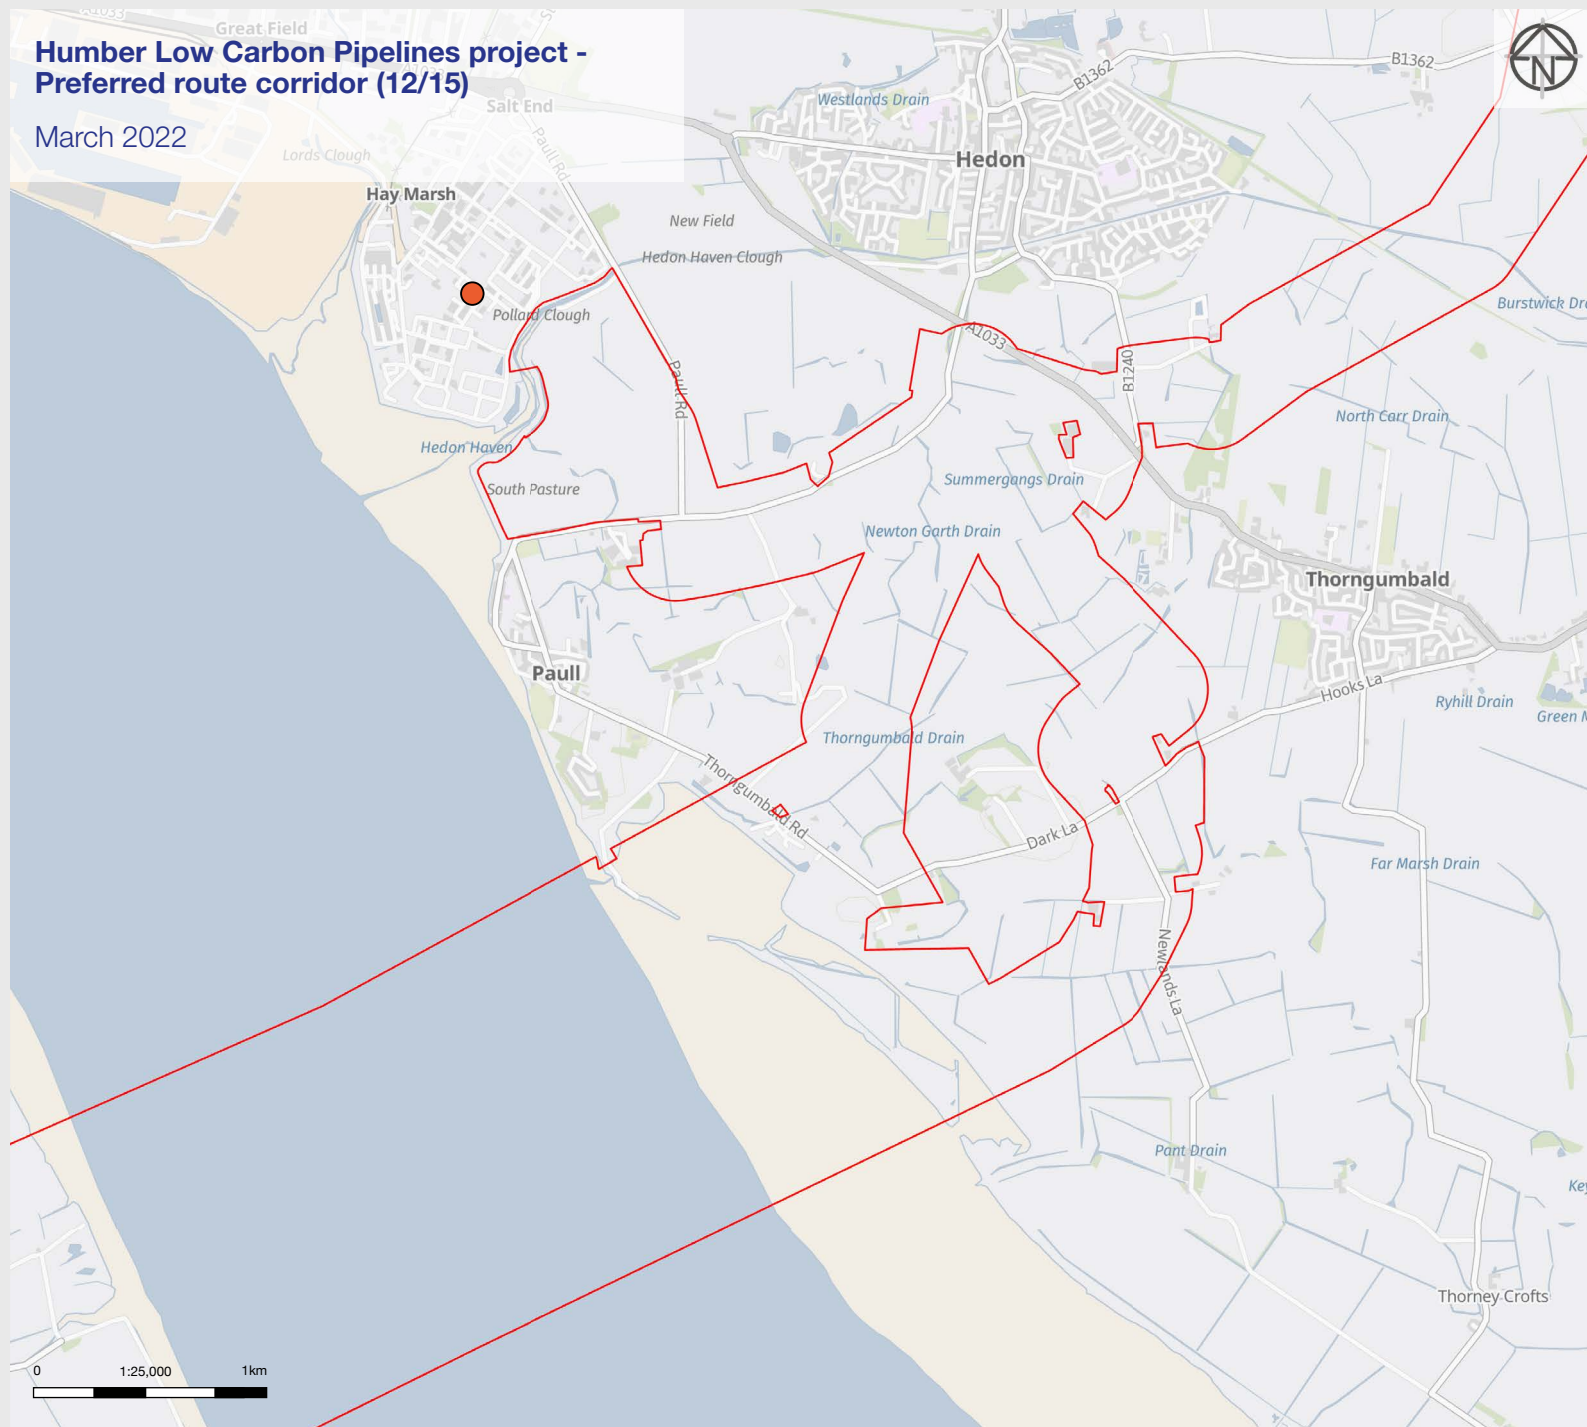 A1033
Great Field
Humber Low Carbon Pipelines project -
Preferred route corridor (12/15)
March 2022
A1033
Salt End
Lords Clough
Paull Rd
Hay Marsh
Westlands Drain
B1362
B1362
N
Hedon
New Field
Hedon Haven Clough
Pollard Clough
Burstwick Dra
A1033
B1240
Paull Rd
North Carr Drain
Hedon Haven
South Pasture
Summergangs Drain
Newton Garth Drain
Thorngumbald
Paull
Hooks La
Ryhill Drain
Green M
Thorngumbald Drain
Thorngumbald Rd
Dark La
Far Marsh Drain
Newlands La
Pant Drain
Key
Thorney Crofts
0 1:25,000 1km